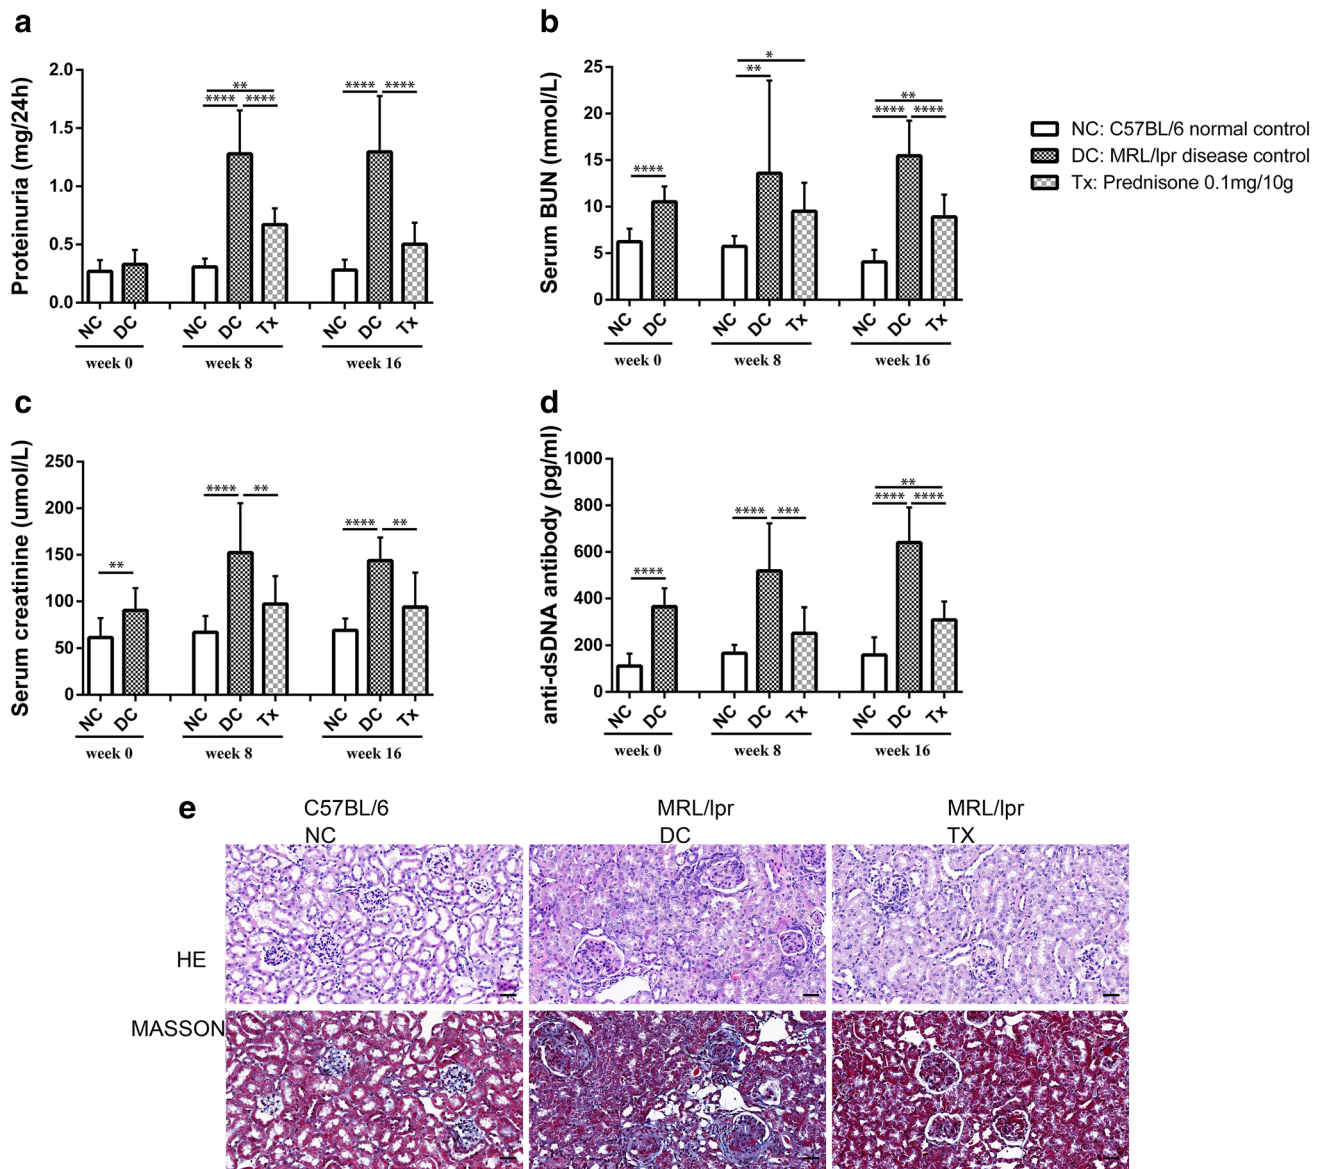 a
Proteinuria (mg/24h)
2.0
1.5
1.0
0.5
0.0
**
**** ****
**** ****
NC DC NC DC Tx NC DC Tx
week 0 week 8 week 16
b
Serum BUN (mmol/L)
25
20
15
10
5
0
****
*
**
**
**** ****
NC DC NC DC Tx NC DC Tx
week 0 week 8 week 16
NC: C57BL/6 normal control
DC: MRL/lpr disease control
Tx: Prednisone 0.1mg/10g
c
Serum creatinine (umol/L)
250
200
150
100
50
0
**
**** **
**** **
NC DC NC DC Tx NC DC Tx
week 0 week 8 week 16
d
anti-dsDNA antibody (pg/ml)
1000
800
600
400
200
0
****
**** ***
**
**** ****
NC DC NC DC Tx NC DC Tx
week 0 week 8 week 16
e
C57BL/6 MRL/lpr MRL/lpr
NC DC TX
HE
MASSON